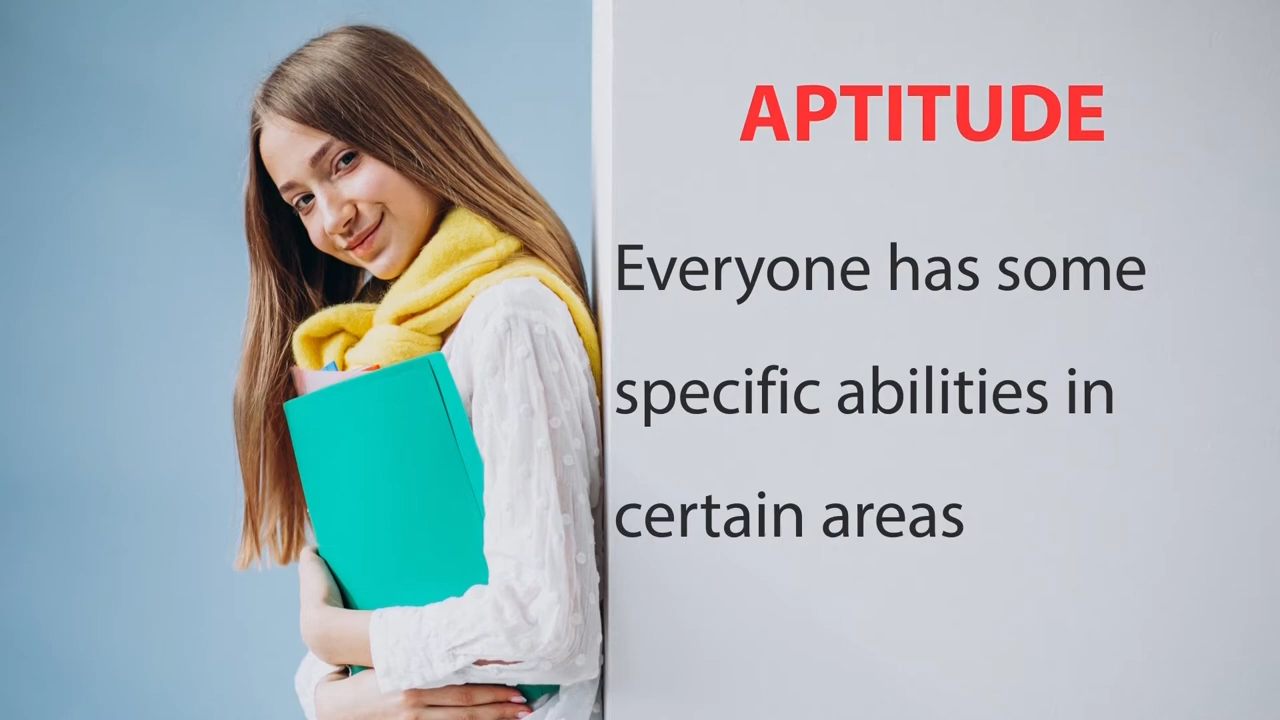 APTITUDE
Everyone has some
specific abilities in
certain areas